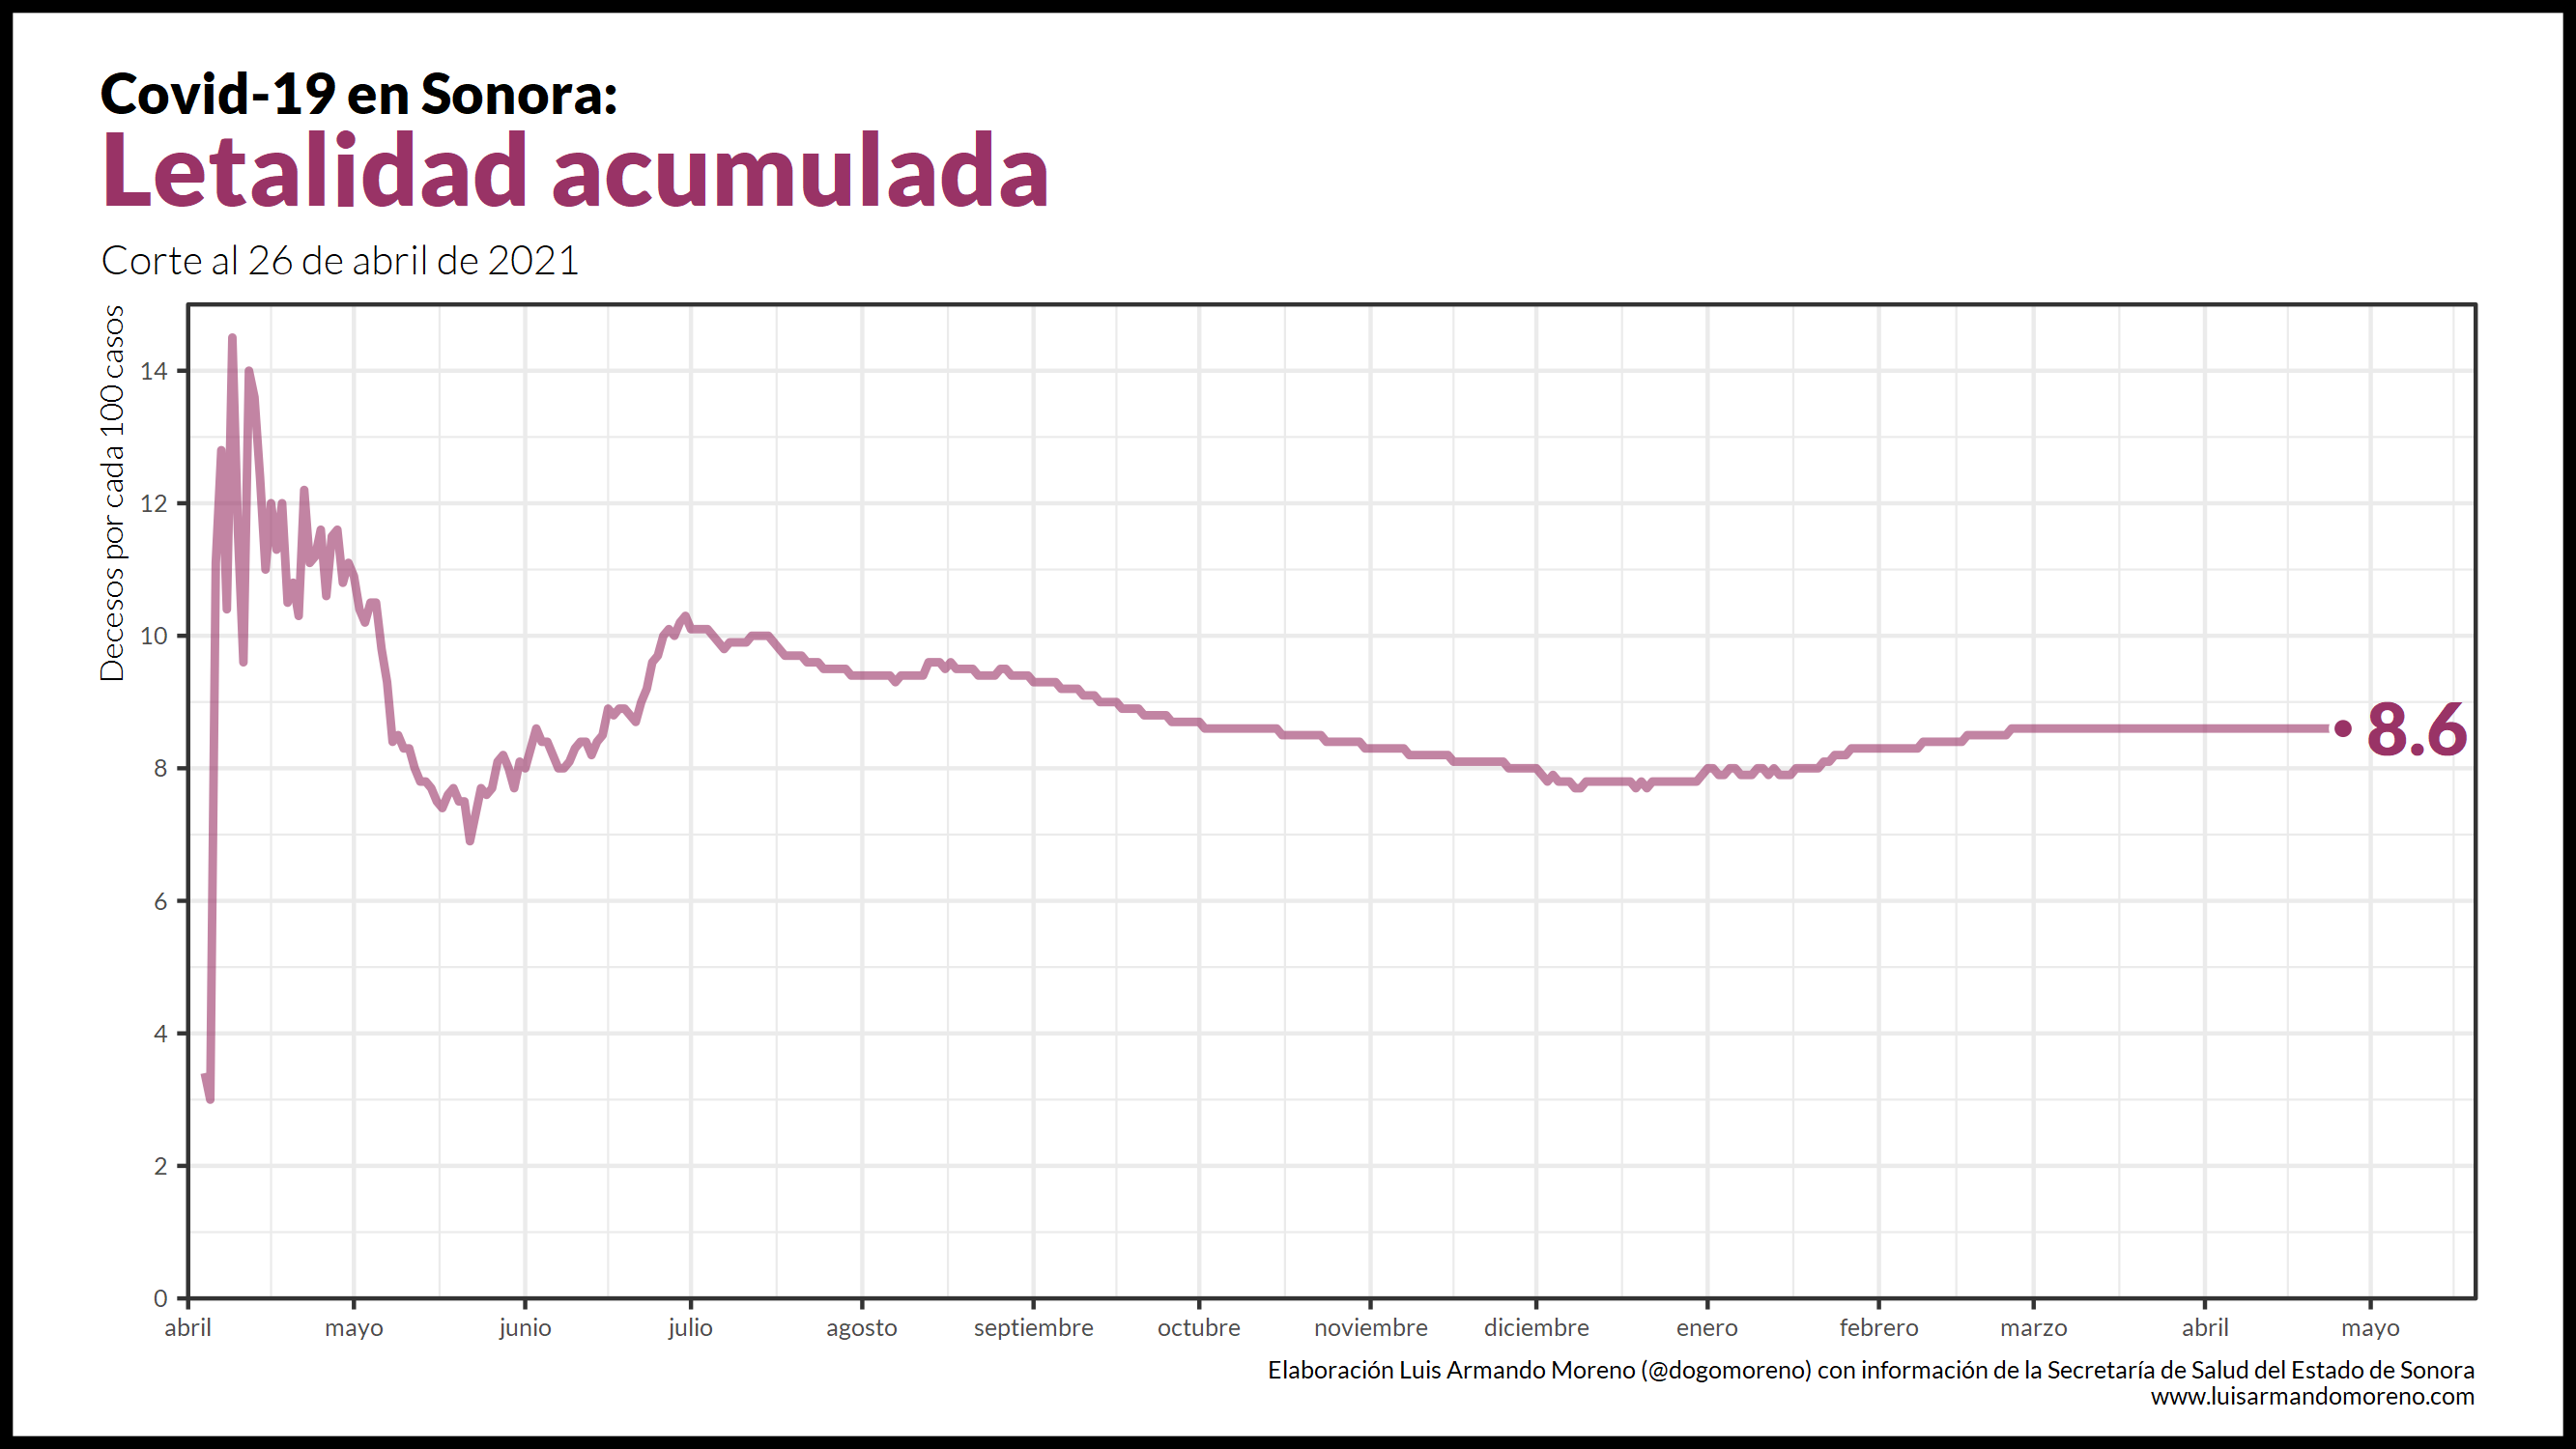 Covid-19 en Sonora:
Letalidad acumulada
Corte al 26 de abril de 2021
Decesos por cada 100 casos
14
12
10
8
6
4
2
0
8.6
abril mayo junio julio agosto septiembre octubre noviembre diciembre enero febrero marzo abril mayo
Elaboración Luis Armando Moreno (@dogomoreno) con información de la Secretaría de Salud del Estado de Sonora
www.luisarmandomoreno.com